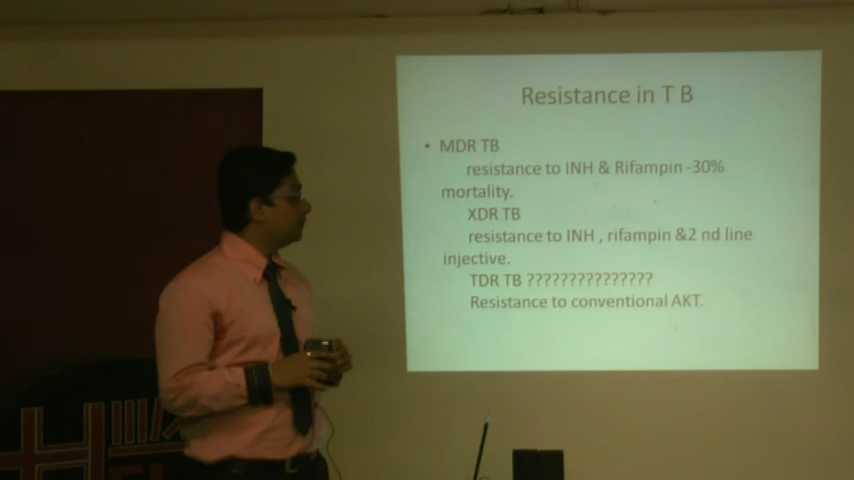 Resistance in T B
• MDR TB
resistance to INH & Rifampin -30%
mortality.
XDR TB
resistance to INH , rifampin &2 nd line
injective.
TDR TB ???????????????
Resistance to conventional AKT.